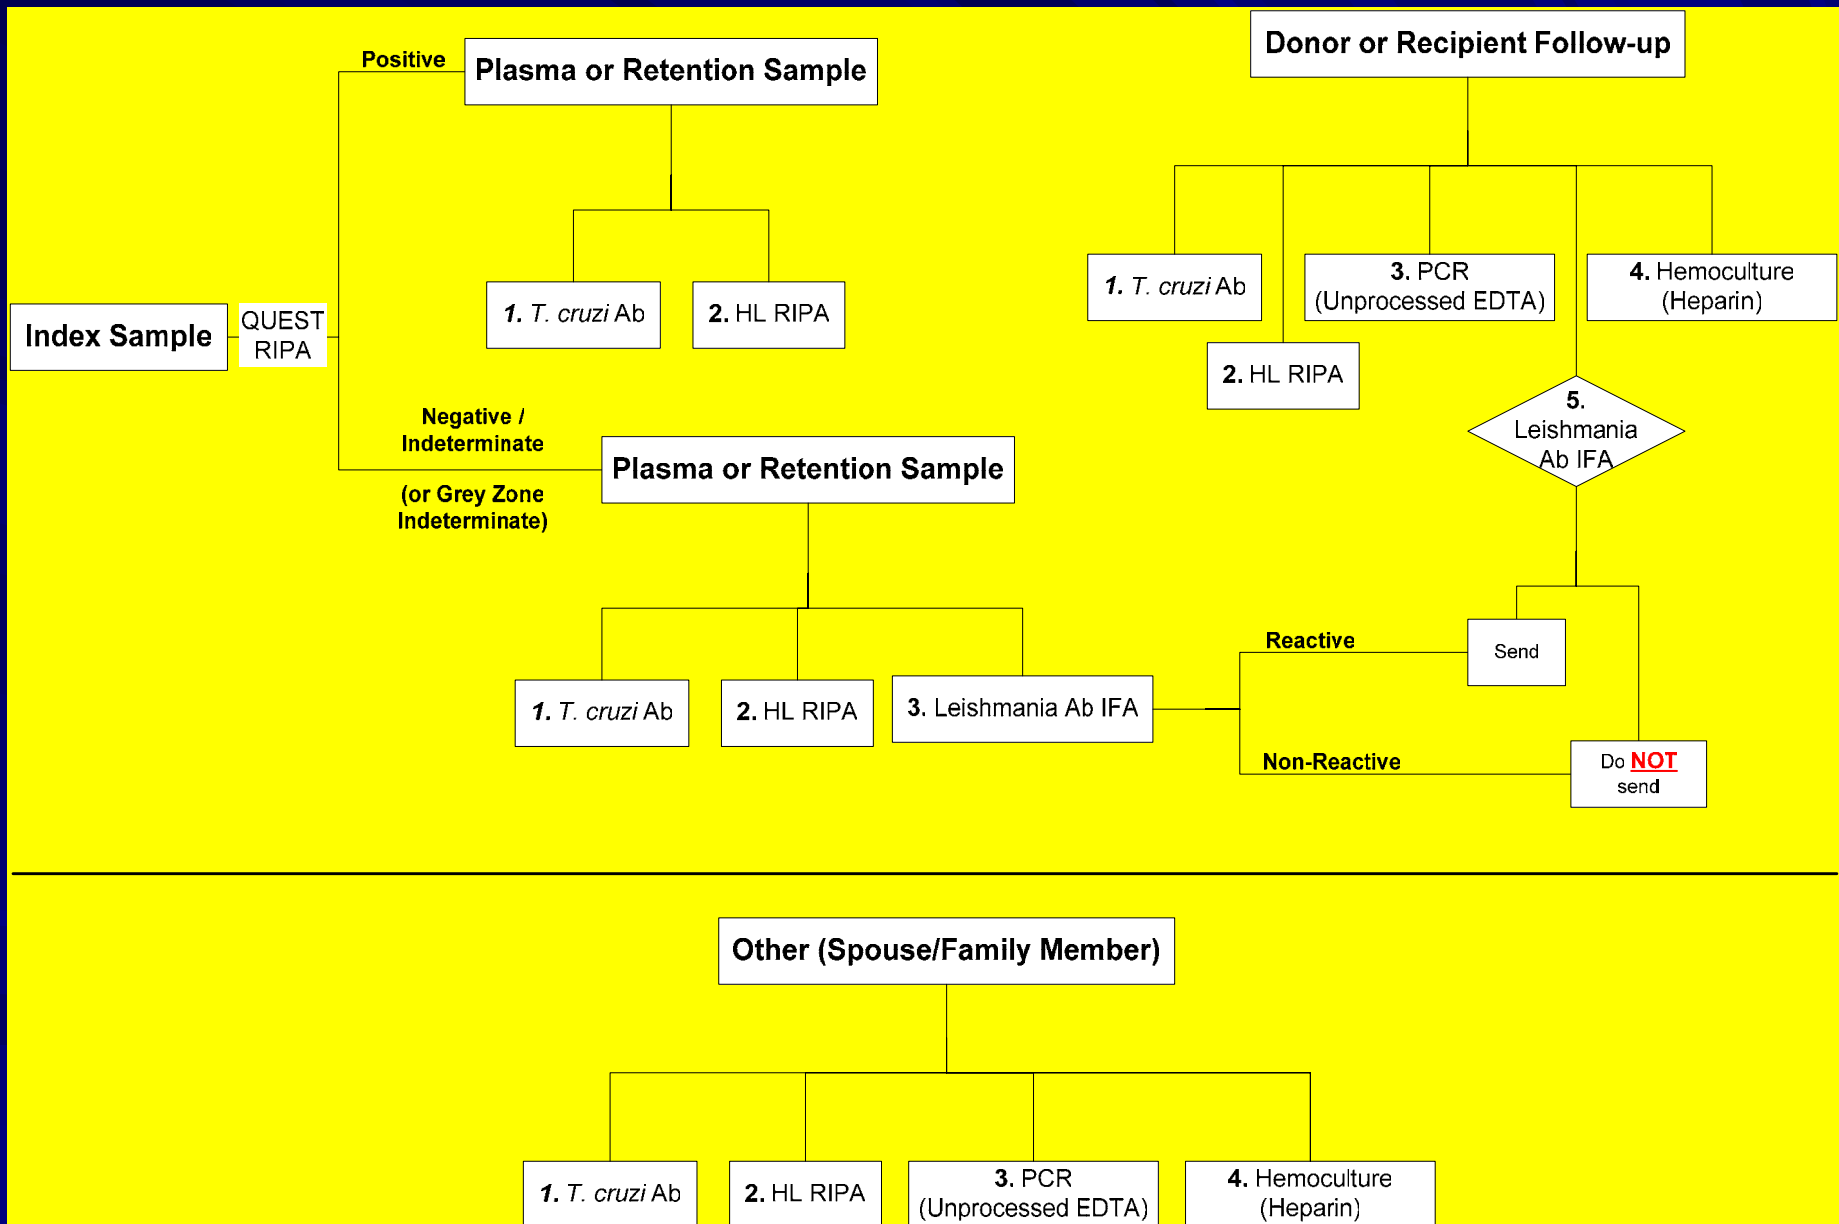 Donor or Recipient Follow-up
Positive
Plasma or Retention Sample
1. T. cruzi Ab
2. HL RIPA
Index Sample
QUEST
RIPA
Negative /
Indeterminate
(or Grey Zone
Indeterminate)
Plasma or Retention Sample
1. T. cruzi Ab
2. HL RIPA
3. Leishmania Ab IFA
1. T. cruzi Ab
2. HL RIPA
3. PCR
(Unprocessed EDTA)
4. Hemoculture
(Heparin)
5.
Leishmania
Ab IFA
Reactive
Send
Non-Reactive
Do NOT
send
Other (Spouse/Family Member)
1. T. cruzi Ab
2. HL RIPA
3. PCR
(Unprocessed EDTA)
4. Hemoculture
(Heparin)